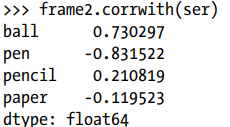 >>> frame2.corrwith(ser)
ball      0.730297
pen      -0.831522
pencil    0.210819
paper    -0.119523
dtype: float64